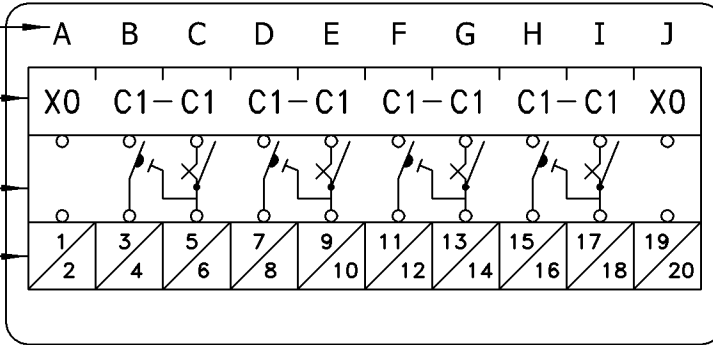 A B C D E F G H I J
X0 C1-C1 C1-C1 C1-C1 C1-C1 X0
1 3 5 7 9 11 13 15 17 19
2 4 6 8 10 12 14 16 18 20